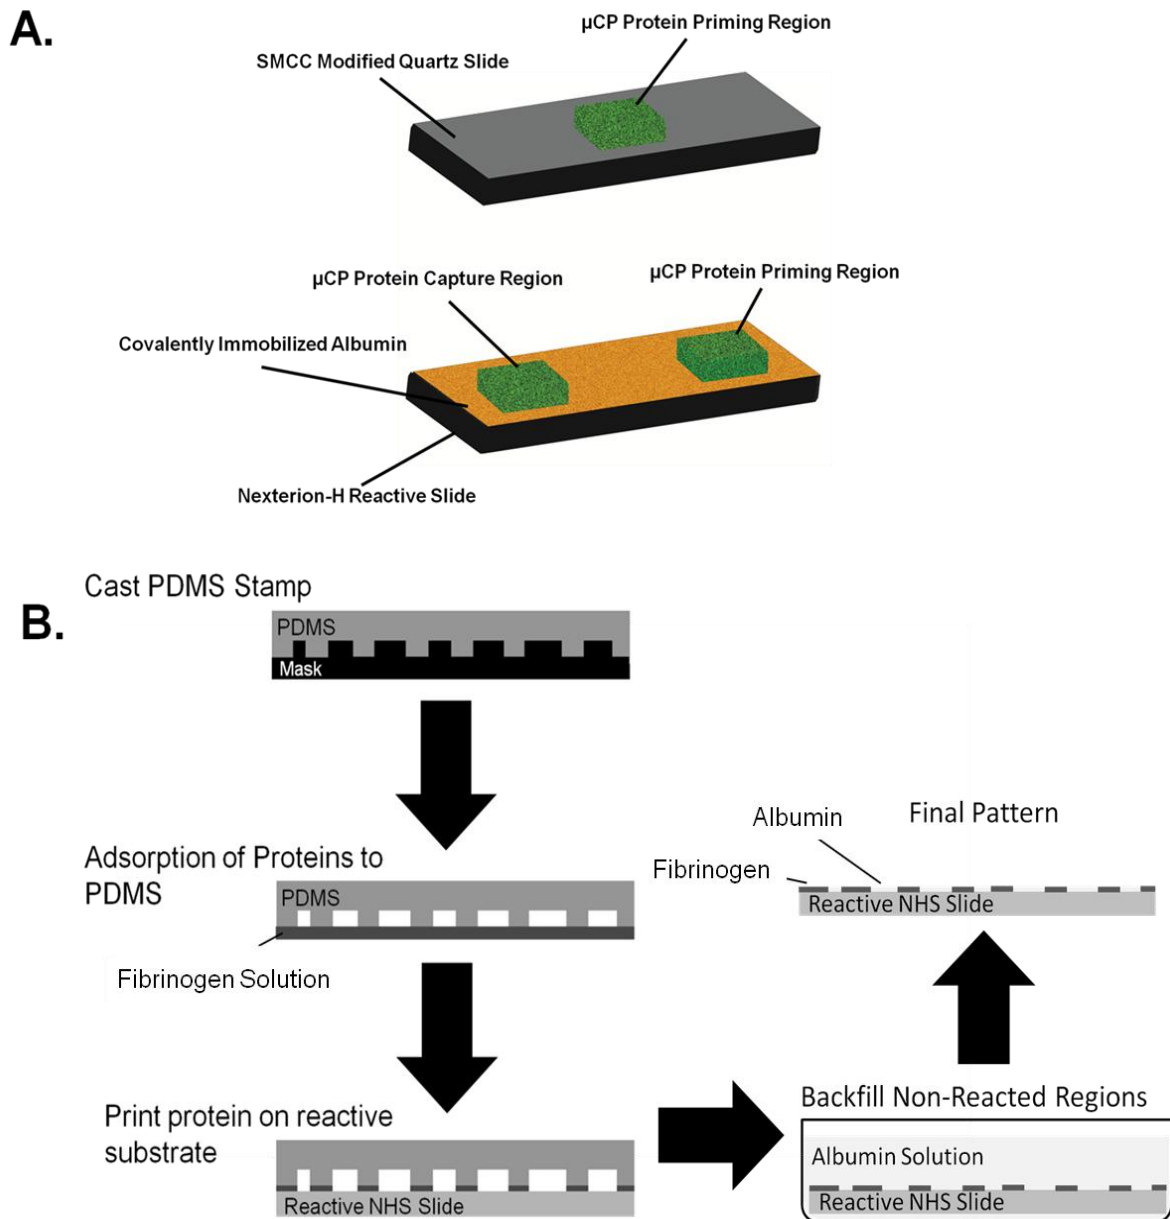 A.
µCP Protein Priming Region
SMCC Modified Quartz Slide
µCP Protein Capture Region
µCP Protein Priming Region
Covalently Immobilized Albumin
Nexterion-H Reactive Slide
B.
Cast PDMS Stamp
PDMS
Mask
Adsorption of Proteins to
PDMS
PDMS
Fibrinogen Solution
Print protein on reactive
substrate
Reactive NHS Slide
Backfill Non-Reacted Regions
Albumin Solution
Reactive NHS Slide
Final Pattern
Albumin
Fibrinogen
Reactive NHS Slide